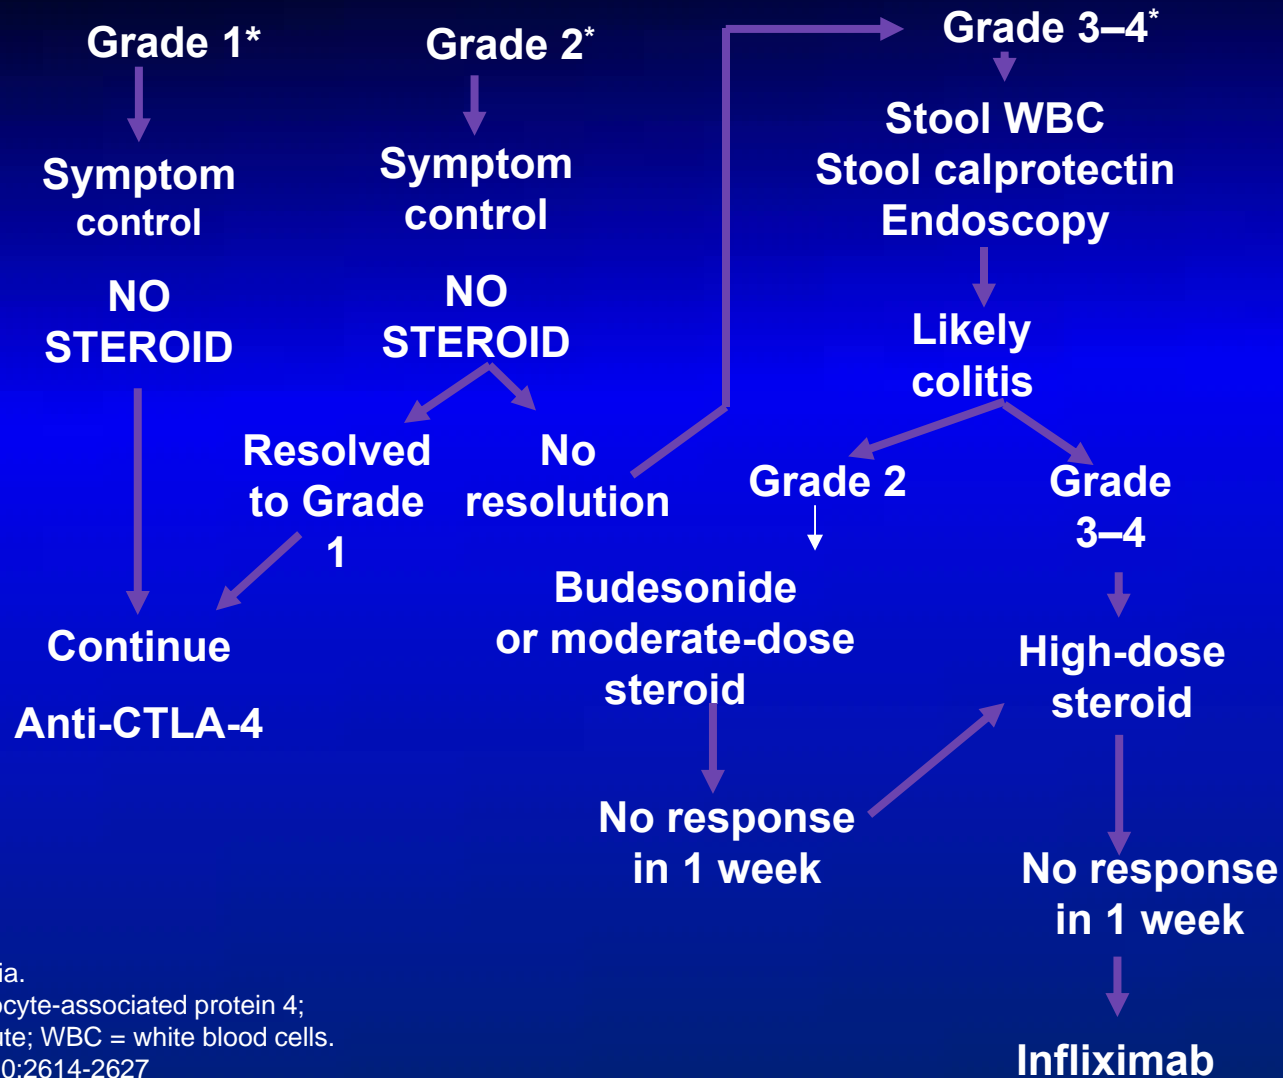 Grade 1*
Symptom
control
NO
STEROID
Grade 2*
Symptom
control
NO
STEROID
Resolved
to Grade
1
No
resolution
Continue
Anti-CTLA-4
Grade 3–4*
Stool WBC
Stool calprotectin
Endoscopy
Likely
colitis
Grade 2
Budesonide
or moderate-dose
steroid
No response
in 1 week
Grade
3–4
High-dose
steroid
No response
in 1 week
Infliximab
ia.
ocyte-associated protein 4;
ute; WBC = white blood cells.
0:2614-2627